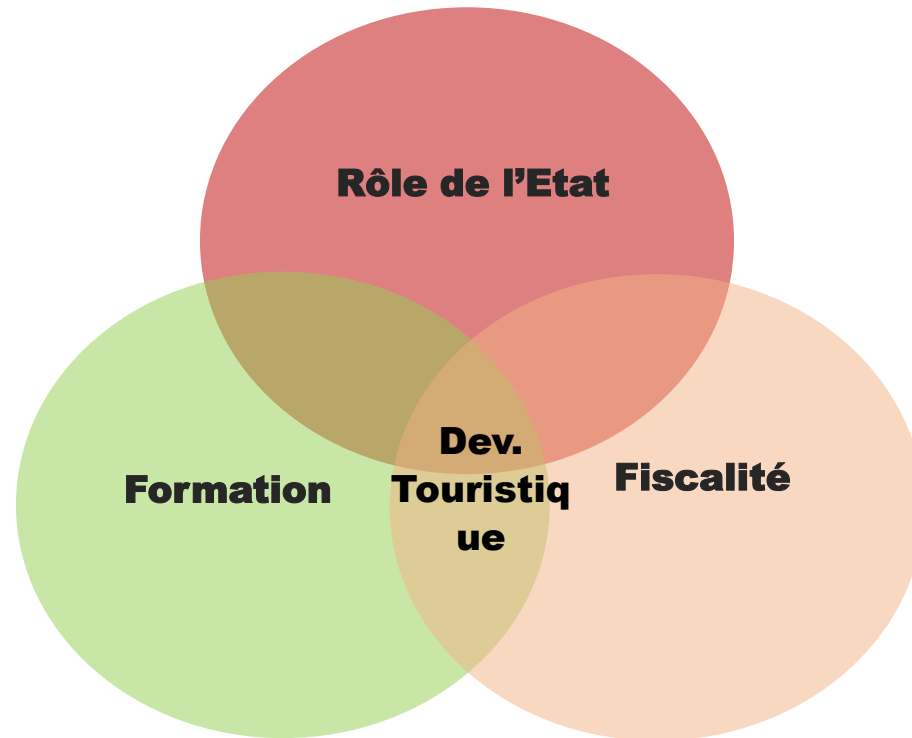 Rôle de l’Etat
Dev.
Touristiq
ue
Formation
Fiscalité